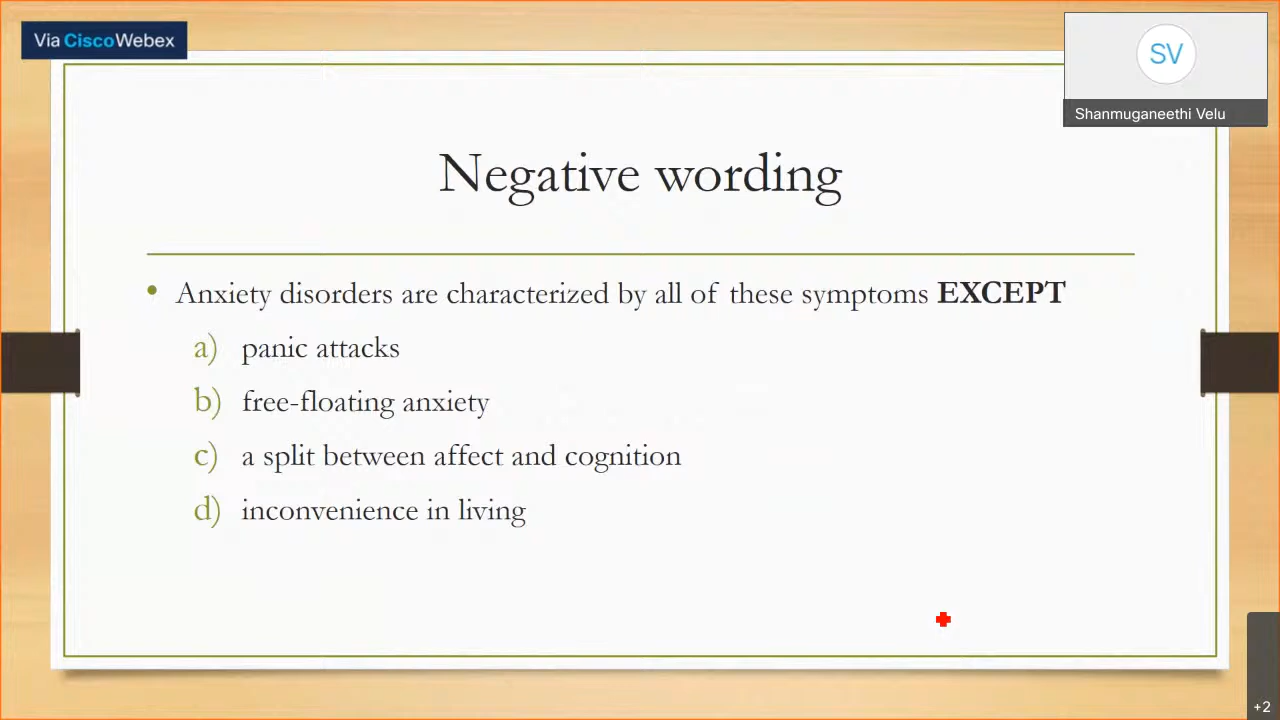 Via CiscoWebex
SV
Shanmuganeethi Velu
Negative wording
• Anxiety disorders are characterized by all of these symptoms EXCEPT
a) panic attacks
b) free-floating anxiety
c) a split between affect and cognition
d) inconvenience in living
+2